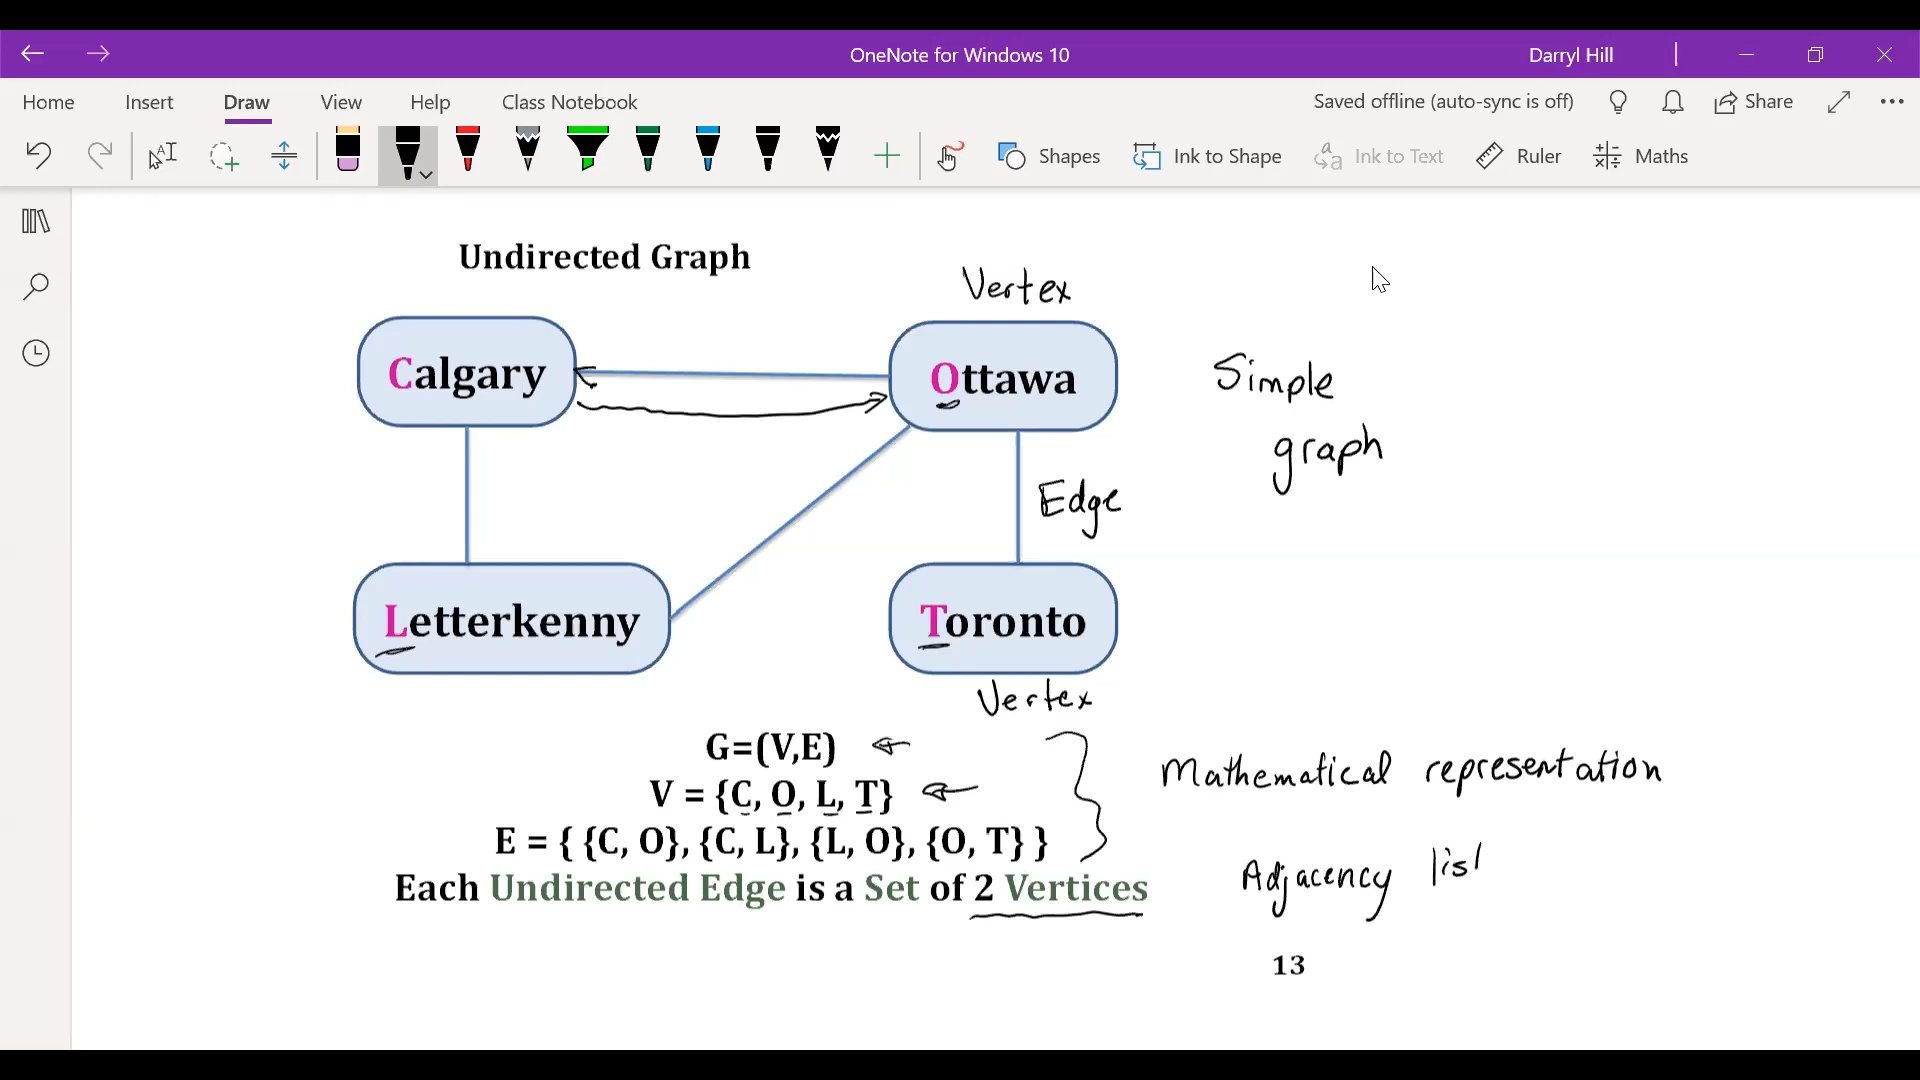 OneNote for Windows 10
Darryl Hill
Home Insert Draw View Help Class Notebook
Saved offline (auto-sync is off)
Share
Shapes
Ink to Shape
Ink to Text
Ruler
Maths
Undirected Graph
Vertex
Calgary
Ottawa
Simple
graph
Edge
Letterkenny
Toronto
Vertex
G=(V,E)
V = {C, O, L, T}
Mathematical representation
E = { {C, O}, {C, L}, {L, O}, {O, T} }
Each Undirected Edge is a Set of 2 Vertices
Adjacency list
13